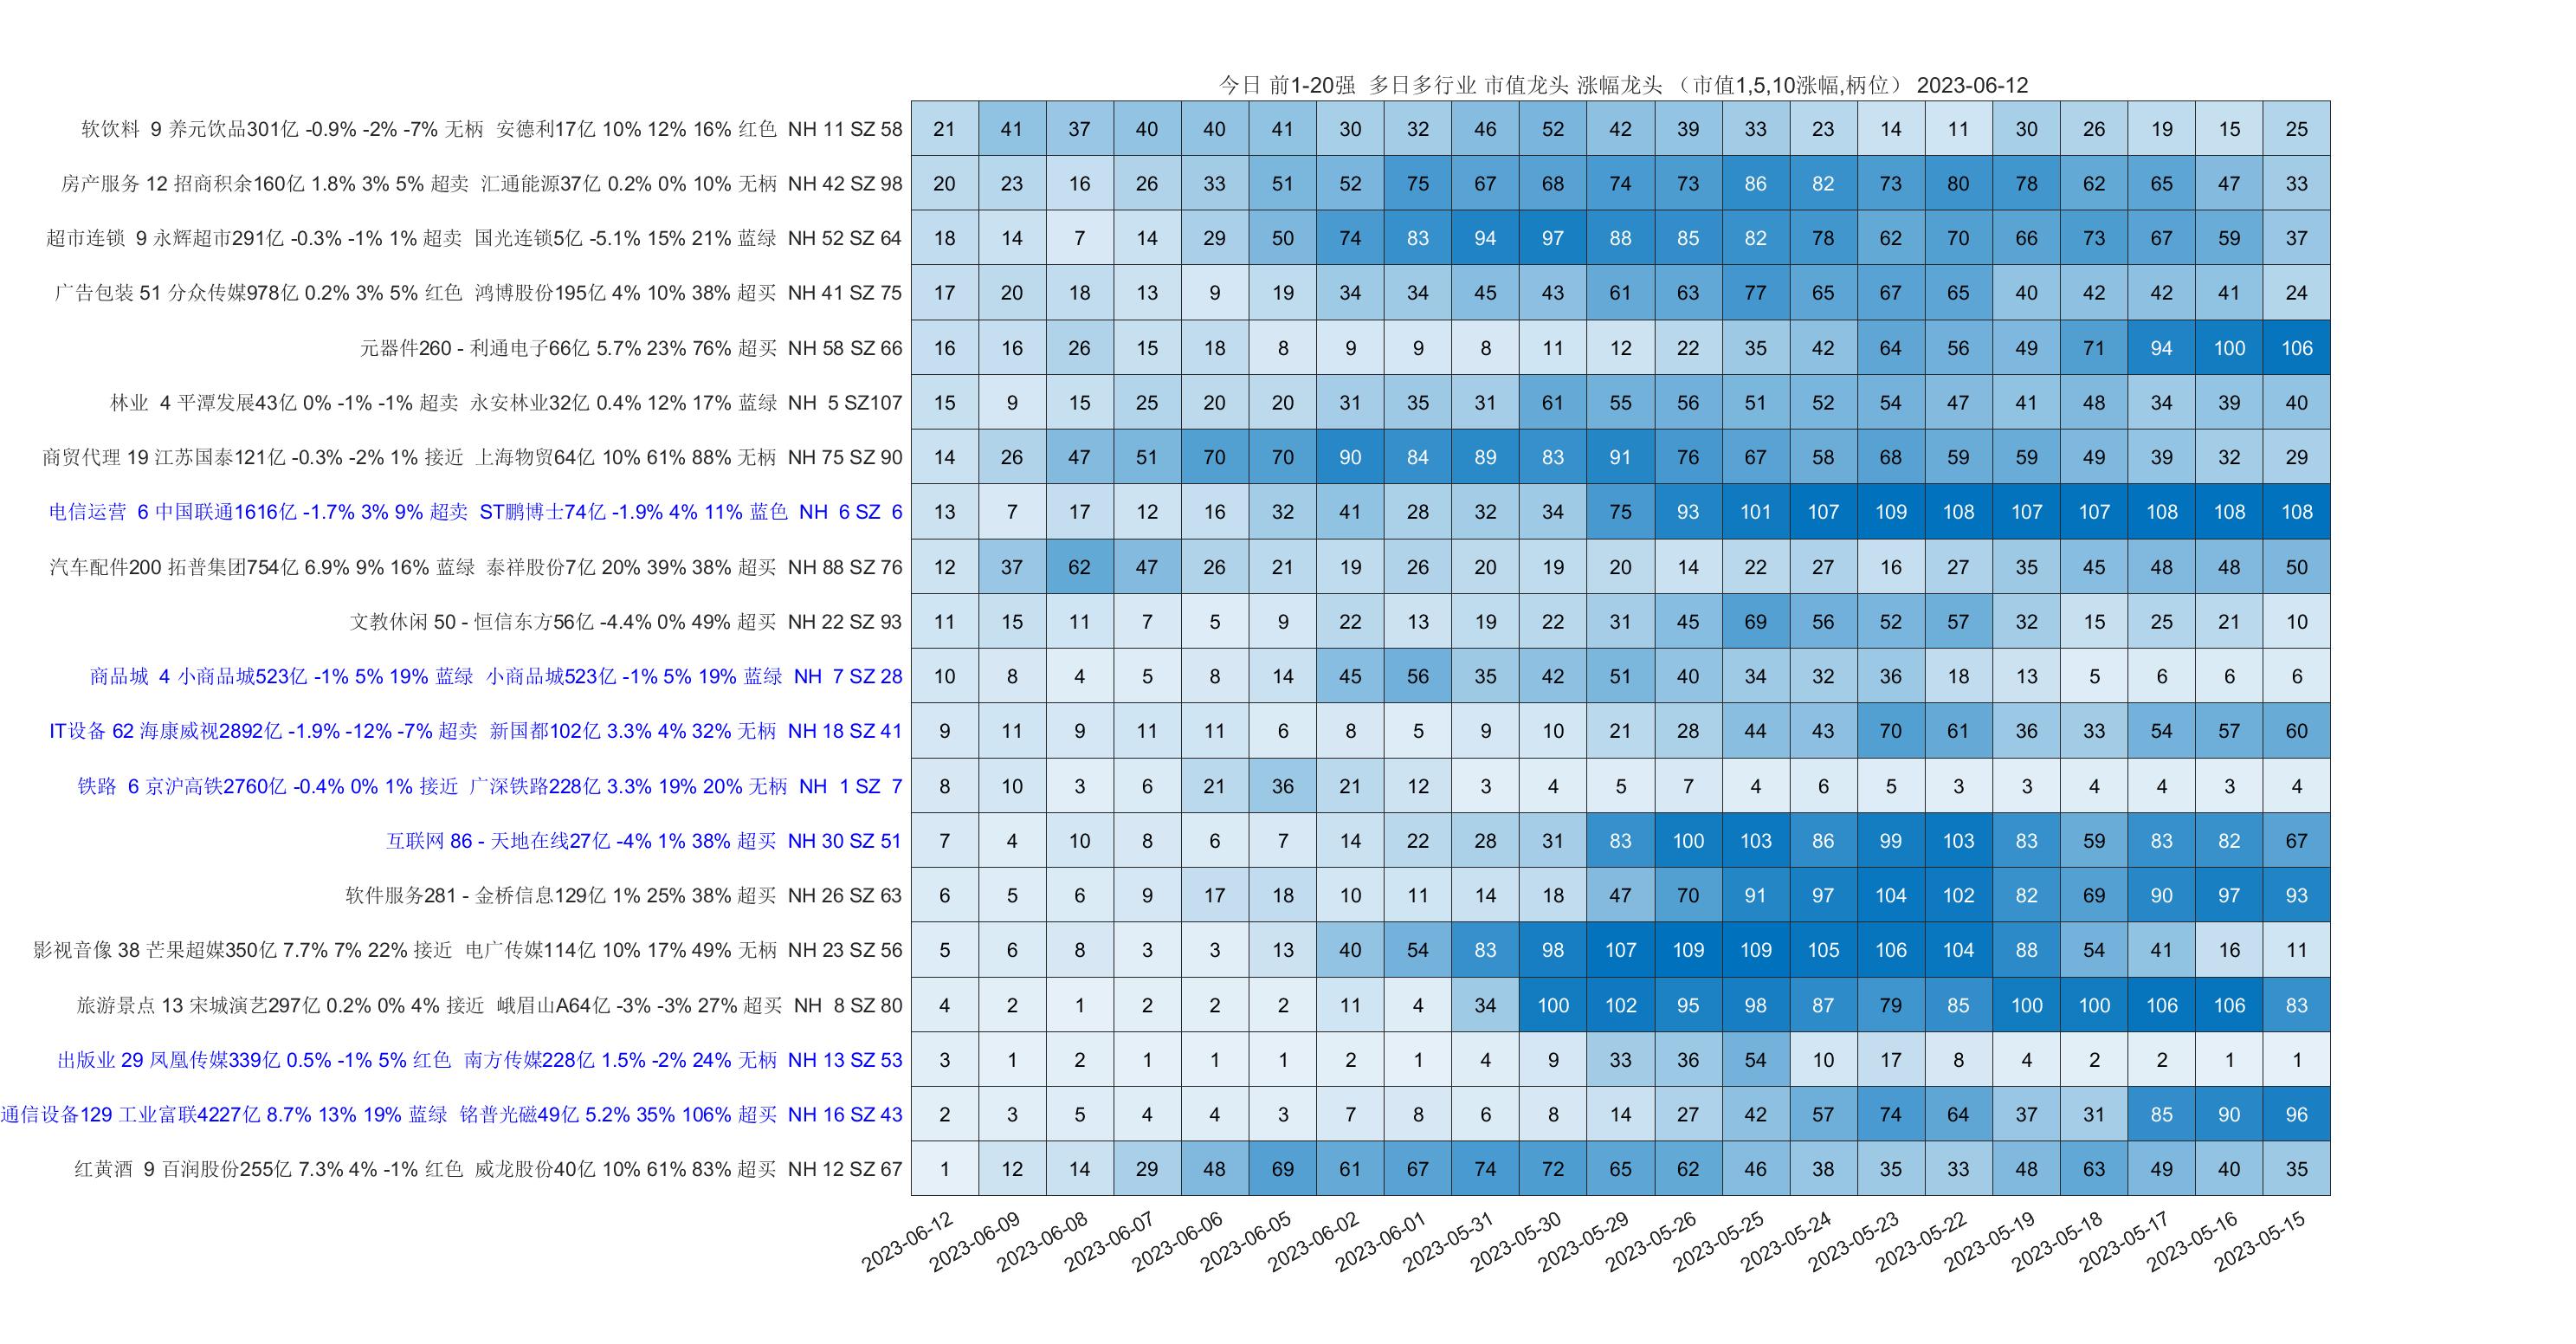 今日 前1-20强 多日多行业 市值龙头 涨幅龙头 （市值1,5,10涨幅,柄位） 2023-06-12
软饮料 9 养元饮品301亿 -0.9% -2% -7% 无柄 安德利17亿 10% 12% 16% 红色 NH 11 SZ 58 21 41 37 40 40 41 30 32 46 52 42 39 33 23 14 11 30 26 19 15 25
房产服务 12 招商积余160亿 1.8% 3% 5% 超卖 汇通能源37亿 0.2% 0% 10% 无柄 NH 42 SZ 98 20 23 16 26 33 51 52 75 67 68 74 73 86 82 73 80 78 62 65 47 33
超市连锁 9 永辉超市291亿 -0.3% -1% 1% 超卖 国光连锁5亿 -5.1% 15% 21% 蓝绿 NH 52 SZ 64 18 14 7 14 29 50 74 83 94 97 88 85 82 78 62 70 66 73 67 59 37
广告包装 51 分众传媒978亿 0.2% 3% 5% 红色 鸿博股份195亿 4% 10% 38% 超买 NH 41 SZ 75 17 20 18 13 9 19 34 34 45 43 61 63 77 65 67 65 40 42 42 41 24
元器件260 - 利通电子66亿 5.7% 23% 76% 超买 NH 58 SZ 66 16 16 26 15 18 8 9 9 8 11 12 22 35 42 64 56 49 71 94 100 106
林业 4 平潭发展43亿 0% -1% -1% 超卖 永安林业32亿 0.4% 12% 17% 蓝绿 NH 5 SZ107 15 9 15 25 20 20 31 35 31 61 55 56 51 52 54 47 41 48 34 39 40
商贸代理 19 江苏国泰121亿 -0.3% -2% 1% 接近 上海物贸64亿 10% 61% 88% 无柄 NH 75 SZ 90 14 26 47 51 70 70 90 84 89 83 91 76 67 58 68 59 59 49 39 32 29
电信运营 6 中国联通1616亿 -1.7% 3% 9% 超卖 ST鹏博士74亿 -1.9% 4% 11% 蓝色 NH 6 SZ 6 13 7 17 12 16 32 41 28 32 34 75 93 101 107 109 108 107 107 108 108 108
汽车配件200 拓普集团754亿 6.9% 9% 16% 蓝绿 泰祥股份7亿 20% 39% 38% 超买 NH 88 SZ 76 12 37 62 47 26 21 19 26 20 19 20 14 22 27 16 27 35 45 48 48 50
文教休闲 50 - 恒信东方56亿 -4.4% 0% 49% 超买 NH 22 SZ 93 11 15 11 7 5 9 22 13 19 22 31 45 69 56 52 57 32 15 25 21 10
商品城 4 小商品城523亿 -1% 5% 19% 蓝绿 小商品城523亿 -1% 5% 19% 蓝绿 NH 7 SZ 28 10 8 4 5 8 14 45 56 35 42 51 40 34 32 36 18 13 5 6 6 6
IT设备 62 海康威视2892亿 -1.9% -12% -7% 超卖 新国都102亿 3.3% 4% 32% 无柄 NH 18 SZ 41 9 11 9 11 11 6 8 5 9 10 21 28 44 43 70 61 36 33 54 57 60
铁路 6 京沪高铁2760亿 -0.4% 0% 1% 接近 广深铁路228亿 3.3% 19% 20% 无柄 NH 1 SZ 7 8 10 3 6 21 36 21 12 3 4 5 7 4 6 5 3 3 4 4 3 4
互联网 86 - 天地在线27亿 -4% 1% 38% 超买 NH 30 SZ 51 7 4 10 8 6 7 14 22 28 31 83 100 103 86 99 103 83 59 83 82 67
软件服务281 - 金桥信息129亿 1% 25% 38% 超买 NH 26 SZ 63 6 5 6 9 17 18 10 11 14 18 47 70 91 97 104 102 82 69 90 97 93
影视音像 38 芒果超媒350亿 7.7% 7% 22% 接近 电广传媒114亿 10% 17% 49% 无柄 NH 23 SZ 56 5 6 8 3 3 13 40 54 83 98 107 109 109 105 106 104 88 54 41 16 11
旅游景点 13 宋城演艺297亿 0.2% 0% 4% 接近 峨眉山A64亿 -3% -3% 27% 超买 NH 8 SZ 80 4 2 1 2 2 2 11 4 34 100 102 95 98 87 79 85 100 100 106 106 83
出版业 29 凤凰传媒339亿 0.5% -1% 5% 红色 南方传媒228亿 1.5% -2% 24% 无柄 NH 13 SZ 53 3 1 2 1 1 1 2 1 4 9 33 36 54 10 17 8 4 2 2 1 1
通信设备129 工业富联4227亿 8.7% 13% 19% 蓝绿 铭普光磁49亿 5.2% 35% 106% 超买 NH 16 SZ 43 2 3 5 4 4 3 7 8 6 8 14 27 42 57 74 64 37 31 85 90 96
红黄酒 9 百润股份255亿 7.3% 4% -1% 红色 威龙股份40亿 10% 61% 83% 超买 NH 12 SZ 67 1 12 14 29 48 69 61 67 74 72 65 62 46 38 35 33 48 63 49 40 35
2023-06-12 2023-06-09 2023-06-08 2023-06-07 2023-06-06 2023-06-05 2023-06-02 2023-06-01 2023-05-31 2023-05-30 2023-05-29 2023-05-26 2023-05-25 2023-05-24 2023-05-23 2023-05-22 2023-05-19 2023-05-18 2023-05-17 2023-05-16 2023-05-15